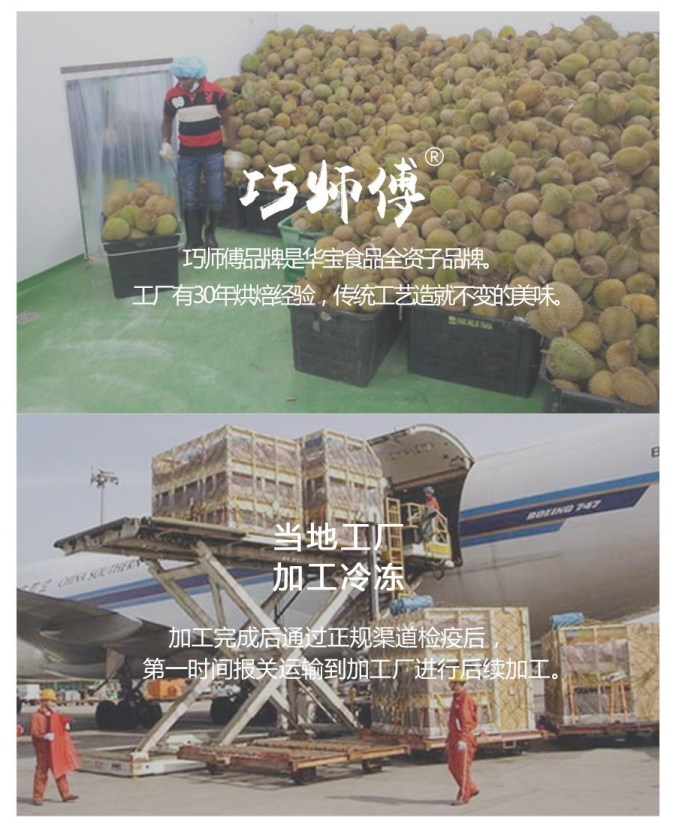 巧师傅®
巧师傅品牌是华宝食品全资子品牌。
工厂有30年烘焙经验，传统工艺造就不变的美味。
BOEING 747
当地工厂
加工冷冻
CHINA SOUTHERN
加工完成后通过正规渠道检疫后，
第一时间报关运输到加工厂进行后续加工。